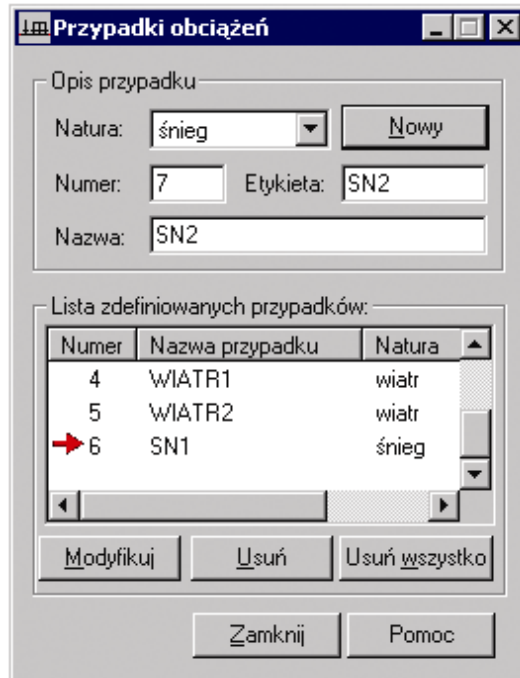 Przypadki obciążeń
Opis przypadku
Natura: śnieg Nowy
Numer: 7 Etykieta: SN2
Nazwa: SN2
Lista zdefiniowanych przypadków:
Numer Nazwa przypadku Natura
4 WIATR1 wiatr
5 WIATR2 wiatr
6 SN1 śnieg
Modyfikuj Usuń Usuń wszystko
Zamknij Pomoc